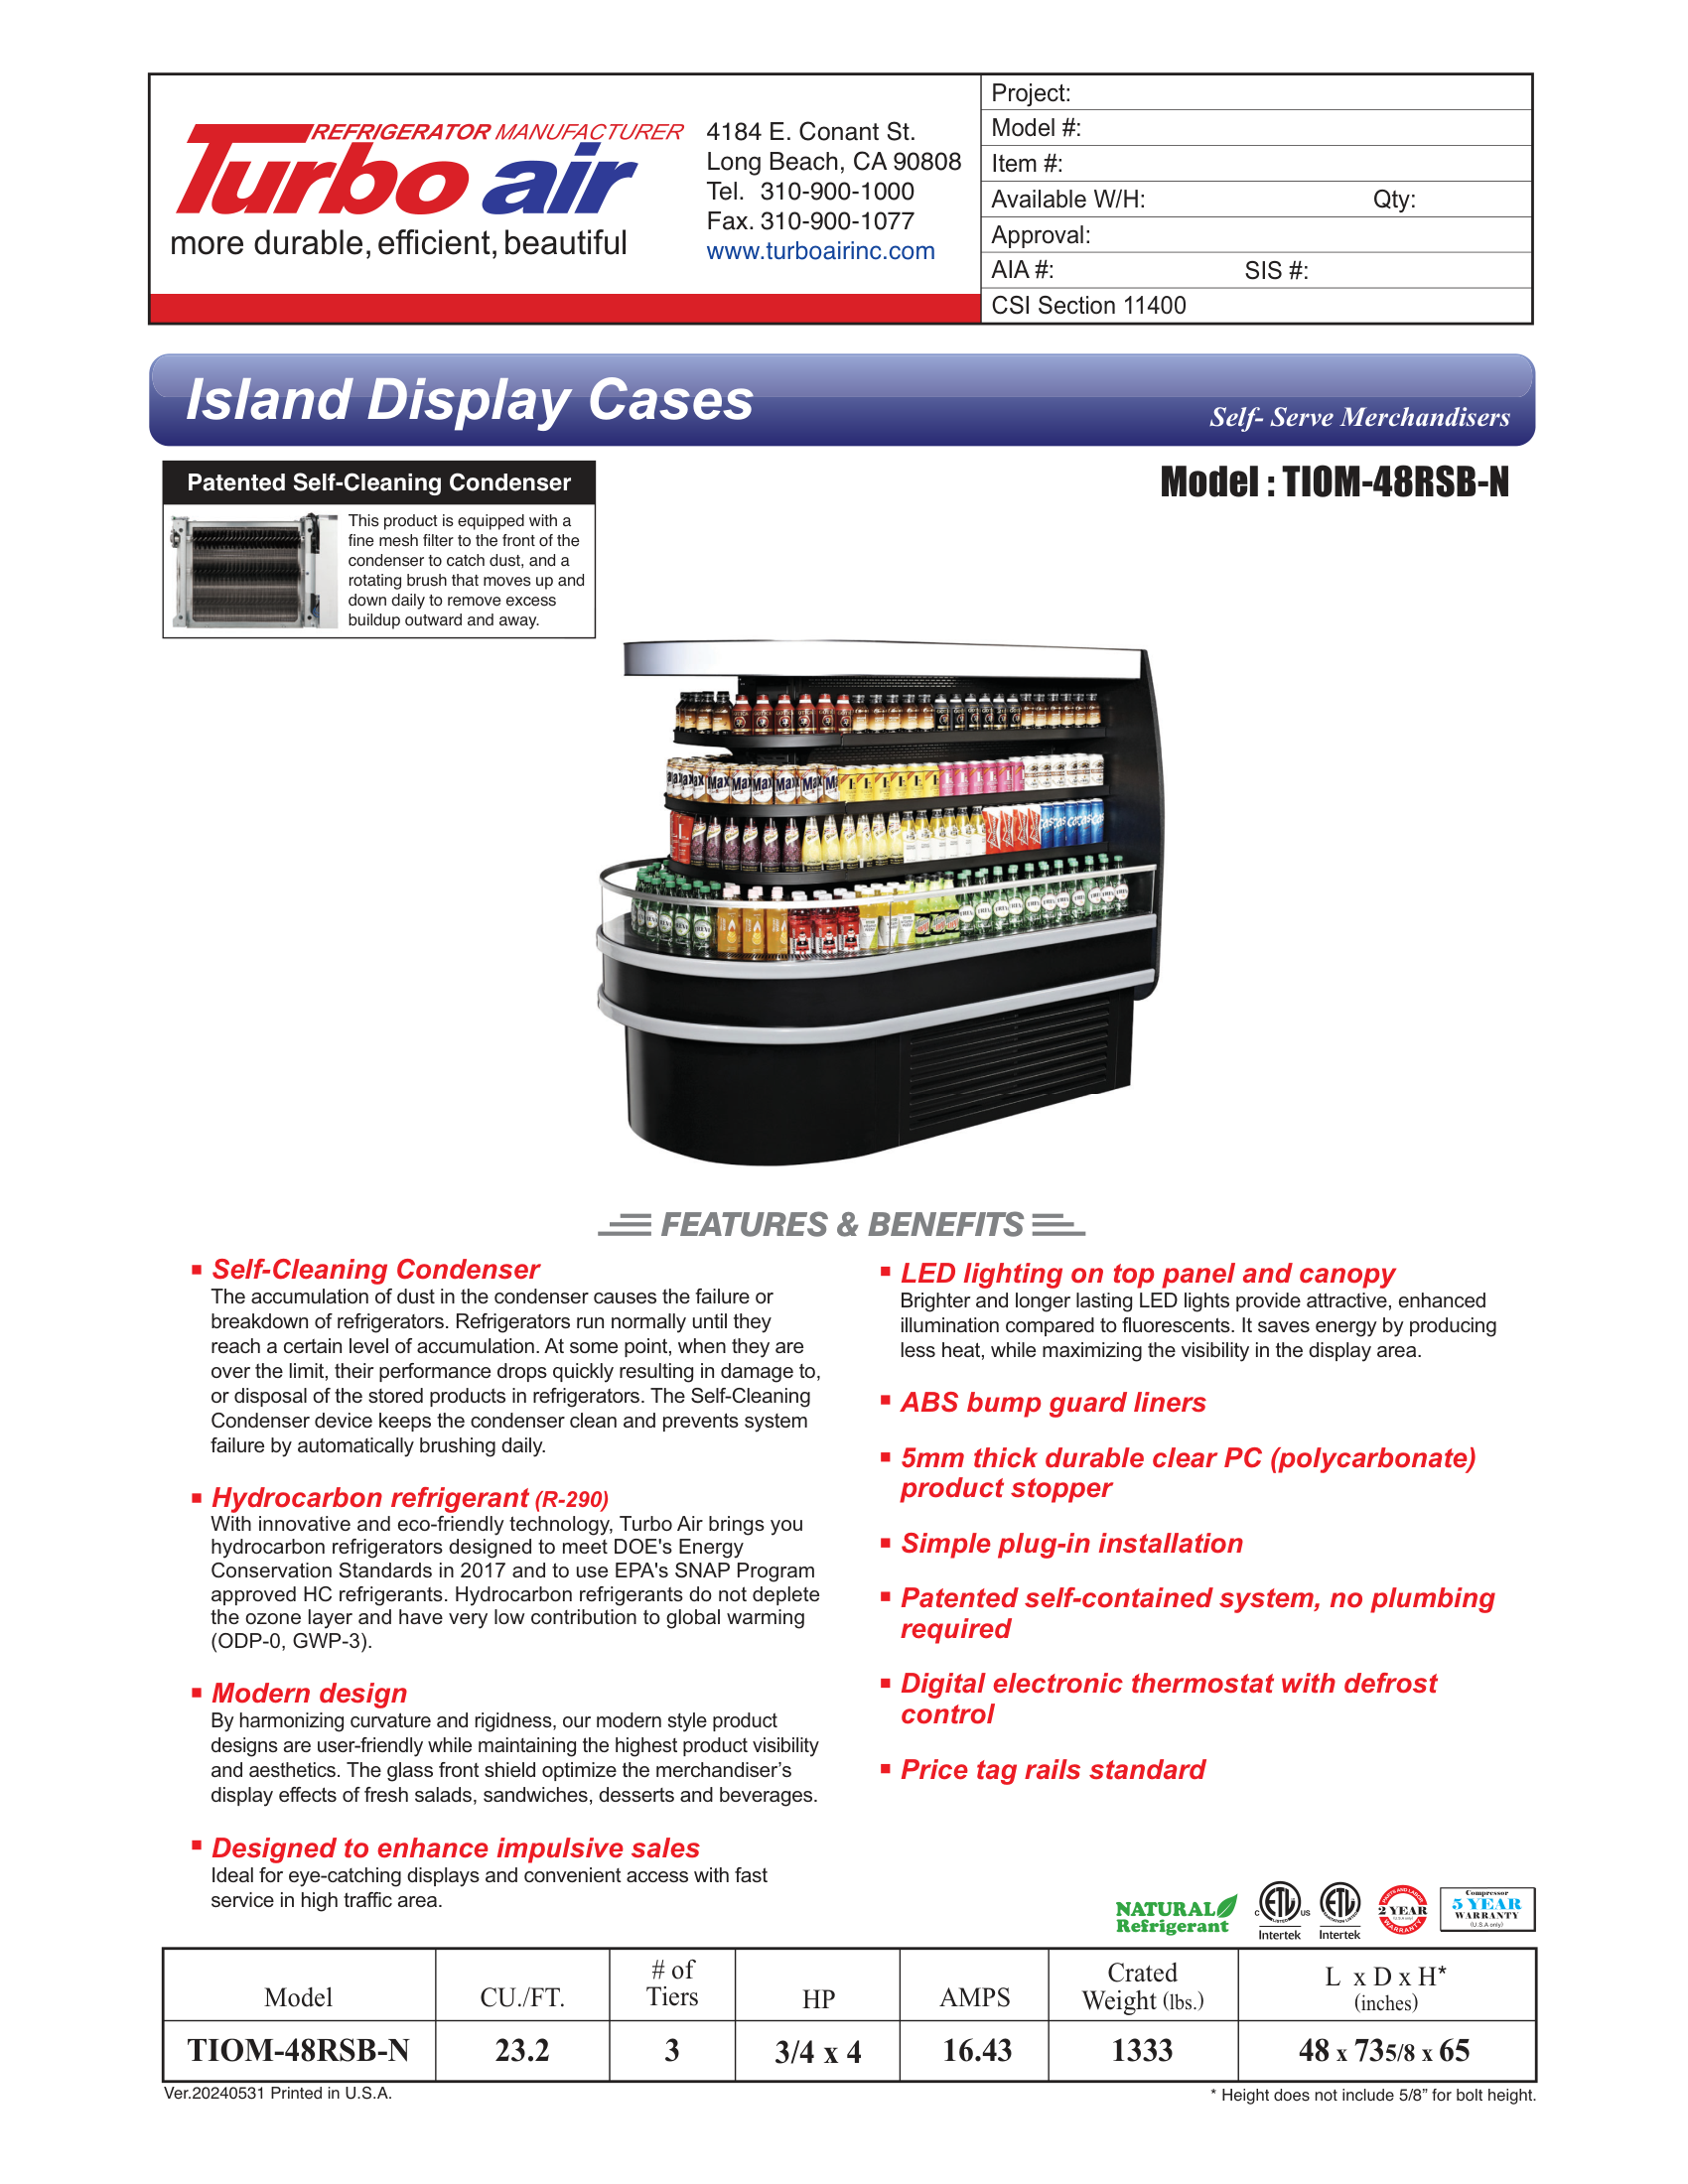 REFRIGERATOR MANUFACTURER
Turbo air
more durable, efficient, beautiful
4184 E. Conant St.
Long Beach, CA 90808
Tel. 310-900-1000
Fax. 310-900-1077
www.turboairinc.com
Project:
Model #:
Item #:
Available W/H: Qty:
Approval:
AIA #: SIS #:
CSI Section 11400
Island Display Cases
Self- Serve Merchandisers
Patented Self-Cleaning Condenser
This product is equipped with a
fine mesh filter to the front of the
condenser to catch dust, and a
rotating brush that moves up and
down daily to remove excess
buildup outward and away.
Model : TIOM-48RSB-N
FEATURES & BENEFITS
Self-Cleaning Condenser
The accumulation of dust in the condenser causes the failure or
breakdown of refrigerators. Refrigerators run normally until they
reach a certain level of accumulation. At some point, when they are
over the limit, their performance drops quickly resulting in damage to,
or disposal of the stored products in refrigerators. The Self-Cleaning
Condenser device keeps the condenser clean and prevents system
failure by automatically brushing daily.
Hydrocarbon refrigerant (R-290)
With innovative and eco-friendly technology, Turbo Air brings you
hydrocarbon refrigerators designed to meet DOE's Energy
Conservation Standards in 2017 and to use EPA's SNAP Program
approved HC refrigerants. Hydrocarbon refrigerants do not deplete
the ozone layer and have very low contribution to global warming
(ODP-0, GWP-3).
Modern design
By harmonizing curvature and rigidness, our modern style product
designs are user-friendly while maintaining the highest product visibility
and aesthetics. The glass front shield optimize the merchandiser’s
display effects of fresh salads, sandwiches, desserts and beverages.
Designed to enhance impulsive sales
Ideal for eye-catching displays and convenient access with fast
service in high traffic area.
LED lighting on top panel and canopy
Brighter and longer lasting LED lights provide attractive, enhanced
illumination compared to fluorescents. It saves energy by producing
less heat, while maximizing the visibility in the display area.
ABS bump guard liners
5mm thick durable clear PC (polycarbonate)
product stopper
Simple plug-in installation
Patented self-contained system, no plumbing
required
Digital electronic thermostat with defrost
control
Price tag rails standard
NATURAL
Refrigerant
C ETL US
LISTED
Intertek
ETL
Intertek
PARTS AND LABOR
2 YEAR
WARRANTY
Compressor
5 YEAR
WARRANTY
(U.S.A only)
Model CU./FT. # of Tiers HP AMPS Crated Weight (lbs.) L x D x H* (inches)
TIOM-48RSB-N 23.2 3 3/4 x 4 16.43 1333 48 x 735/8 x 65
Ver.20240531 Printed in U.S.A.
* Height does not include 5/8” for bolt height.